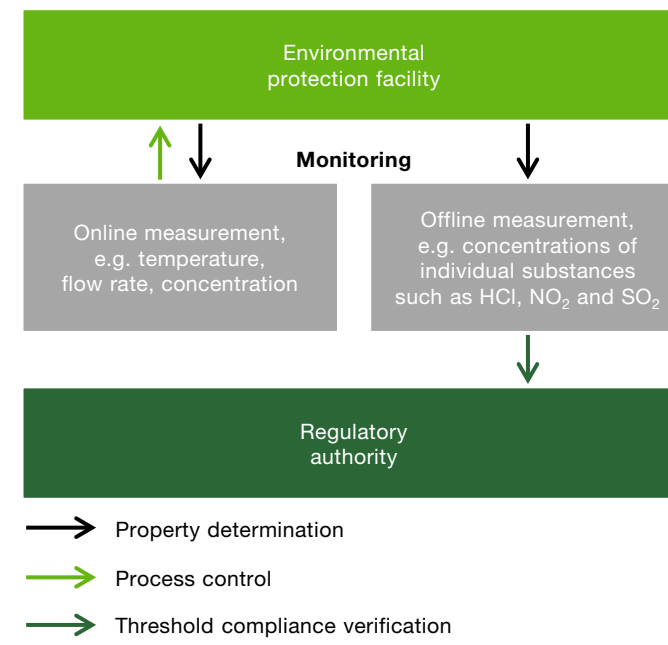 Environmental
protection facility
Monitoring
Online measurement,
e.g. temperature,
flow rate, concentration
Offline measurement,
e.g. concentrations of
individual substances
such as HCl, NO₂ and SO₂
Regulatory
authority
Property determination
Process control
Threshold compliance verification